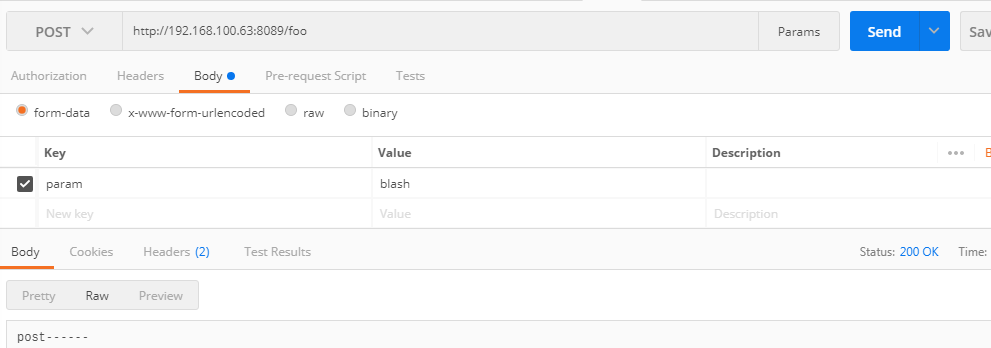 POST http://192.168.100.63:8089/foo Params Send Sav
Authorization Headers Body Pre-request Script Tests
form-data x-www-form-urlencoded raw binary
Key Value Description ••• B
param blash
New key Value Description
Body Cookies Headers (2) Test Results Status: 200 OK Time:
Pretty Raw Preview
post------